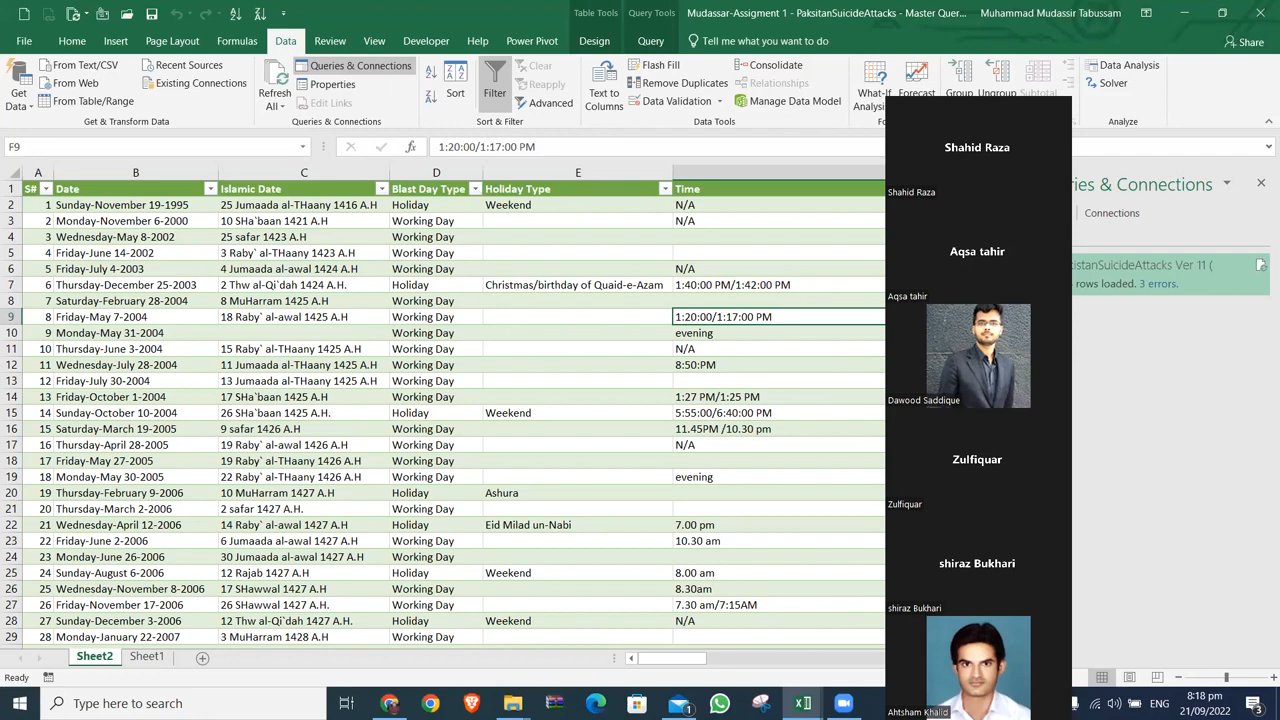 Table Tools Query Tools Mudassar-Assignment 1 - PaksitanSuicideAttacks Ver 11 - Quer... Mudasar Tabussam
File Home Insert Page Layout Formulas Data Review View Developer Help Power Pivot Design Query Tell me what you want to do Share
From Text/CSV Recent Sources Queries & Connections Clear Flash Fill Consolidate Data Analysis
From Web Existing Connections Properties Reapply Remove Duplicates Relationships Solver
From Table/Range Edit Links Advanced Data Validation Manage Data Model
Get Data Refresh All Sort Filter Text to Columns What-If Analysis Forecast Group Ungroup Subtotal
Get & Transform Data Queries & Connections Sort & Filter Data Tools Analyze
F9 fx 1:20:00/1:17:00 PM
A B C D E
1 S# Date Islamic Date Blast Day Type Holiday Type Time
2 1 Sunday-November 19-1995 25 Jumaada al-THaany 1416 A.H Holiday Weekend N/A
3 2 Monday-November 6-2000 10 SHa`baan 1421 A.H Working Day N/A
4 3 Wednesday-May 8-2002 25 safar 1423 A.H Working Day
5 4 Friday-June 14-2002 3 Raby` al-THaany 1423 A.H Working Day
6 5 Friday-July 4-2003 4 Jumaada al-awal 1424 A.H Working Day N/A
7 6 Thursday-December 25-2003 2 Thw al-Qi`dah 1424 A.H. Holiday Christmas/birthday of Quaid-e-Azam 1:40:00 PM/1:42:00 PM
8 7 Saturday-February 28-2004 8 MuHarram 1425 A.H Working Day
9 8 Friday-May 7-2004 18 Raby` al-awal 1425 A.H Working Day 1:20:00/1:17:00 PM
10 9 Monday-May 31-2004 Working Day evening
11 10 Thursday-June 3-2004 15 Raby` al-THaany 1425 A.H Working Day N/A
12 11 Wednesday-July 28-2004 11 Jumaada al-THaany 1425 A.H Working Day 8:50:PM
13 12 Friday-July 30-2004 13 Jumaada al-THaany 1425 A.H Working Day
14 13 Friday-October 1-2004 17 SHa`baan 1425 A.H Working Day 1:27 PM/1:25 PM
15 14 Sunday-October 10-2004 SHa`baan 1425 A.H. Holiday Weekend 5:55:00/6:40:00 PM
16 15 Saturday-March 19-2005 9 safar 1426 A.H Working Day 11.45PM /10.30 pm
17 16 Thursday-April 28-2005 19 Raby` al-awal 1426 A.H Working Day N/A
18 17 Friday-May 27-2005 19 Raby` al-THaany 1426 A.H Working Day
19 18 Monday-May 30-2005 22 Raby` al-THaany 1426 A.H Working Day evening
20 19 Thursday-February 9-2006 10 MuHarram 1427 A.H Holiday Ashura
21 20 Thursday-March 2-2006 2 safar 1427 A.H. Working Day
22 21 Wednesday-April 12-2006 14 Raby` al-awal 1427 A.H Holiday Eid Milad un-Nabi 7.00 pm
23 22 Friday-June 2-2006 6 Jumaada al-awal 1427 A.H Working Day 10.30 am
24 23 Monday-June 26-2006 30 Jumaada al-awal 1427 A.H Working Day
25 24 Sunday-August 6-2006 12 Rajab 1427 A.H Holiday Weekend 8.00 am
26 25 Wednesday-November 8-2006 17 SHawwal 1427 A.H Working Day 8.30am
27 26 Friday-November 17-2006 26 SHawwal 1427 A.H. Working Day 7.30 am/7:15AM
28 27 Sunday-December 3-2006 12 Thw al-Qi`dah 1427 A.H. Holiday Weekend N/A
29 28 Monday-January 22-2007 3 MuHarram 1428 A.H Working Day
Sheet2 Sheet1
Ready
Type here to search
1
8:18 pm
21/09/2022
3
Shahid Raza
Shahid Raza
Aqsa tahir
Aqsa tahir
Dawood Saddique
Zulfiquar
Zulfiquar
shiraz Bukhari
shiraz Bukhari
Ahtsham Khalid
es & Connections
Connections
istanSuicideAttacks Ver 11 (
rows loaded. 3 errors.